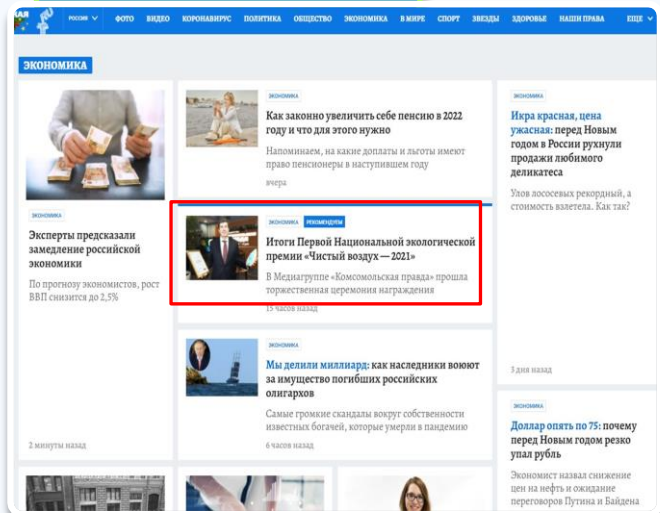 КАЯ
РОССИЯ
ФОТО ВИДЕО КОРОНАВИРУС ПОЛИТИКА ОБЩЕСТВО ЭКОНОМИКА В МИРЕ СПОРТ ЗВЕЗДЫ ЗДОРОВЬЕ НАШИ ПРАВА ЕЩЕ
ЭКОНОМИКА
ЭКОНОМИКА
Эксперты предсказали
замедление российской
экономики
По прогнозу экономистов, рост
ВВП снизится до 2,5%
2 минуты назад
ЭКОНОМИКА
Как законно увеличить себе пенсию в 2022
году и что для этого нужно
Напоминаем, на какие доплаты и льготы имеют
право пенсионеры в наступившем году
вчера
ЭКОНОМИКА РЕКОМЕНДУЕМ
Итоги Первой Национальной экологической
премии «Чистый воздух — 2021»
В Медиагруппе «Комсомольская правда» прошла
торжественная церемония награждения
15 часов назад
ЭКОНОМИКА
Мы делили миллиард: как наследники воюют
за имущество погибших российских
олигархов
Самые громкие скандалы вокруг собственности
известных богачей, которые умерли в пандемию
6 часов назад
ЭКОНОМИКА
Икра красная, цена
ужасная: перед Новым
годом в России рухнули
продажи любимого
деликатеса
Улов лососевых рекордный, а
стоимость взлетела. Как так?
3 дня назад
ЭКОНОМИКА
Доллар опять по 75: почему
перед Новым годом резко
упал рубль
Экономист назвал снижение
цен на нефть и ожидание
переговоров Путина и Байдена